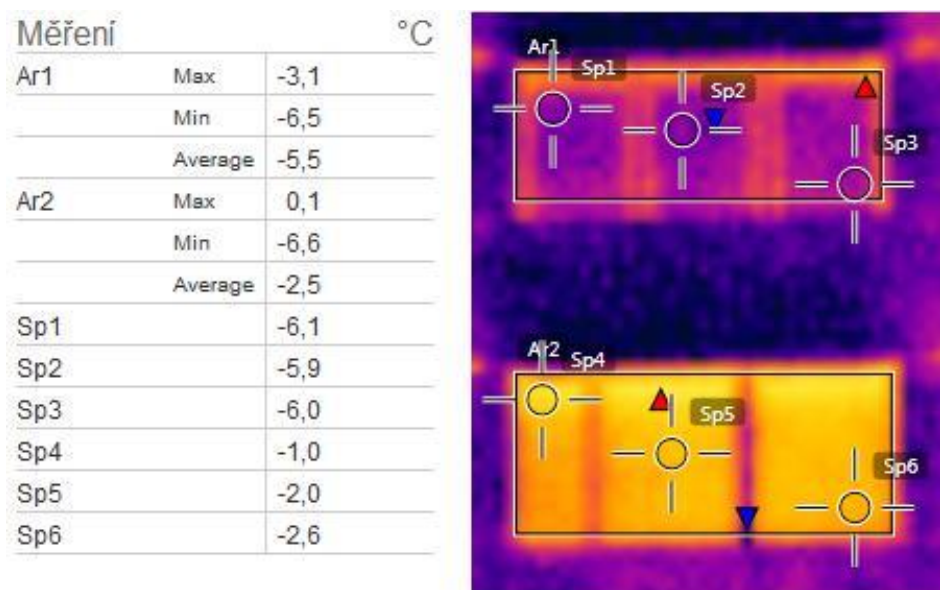 Měření °C
Ar1 Max -3,1
Min -6,5
Average -5,5
Ar2 Max 0,1
Min -6,6
Average -2,5
Sp1 -6,1
Sp2 -5,9
Sp3 -6,0
Sp4 -1,0
Sp5 -2,0
Sp6 -2,6
Ar1
Sp1
Sp2
Sp3
Ar2
Sp4
Sp5
Sp6